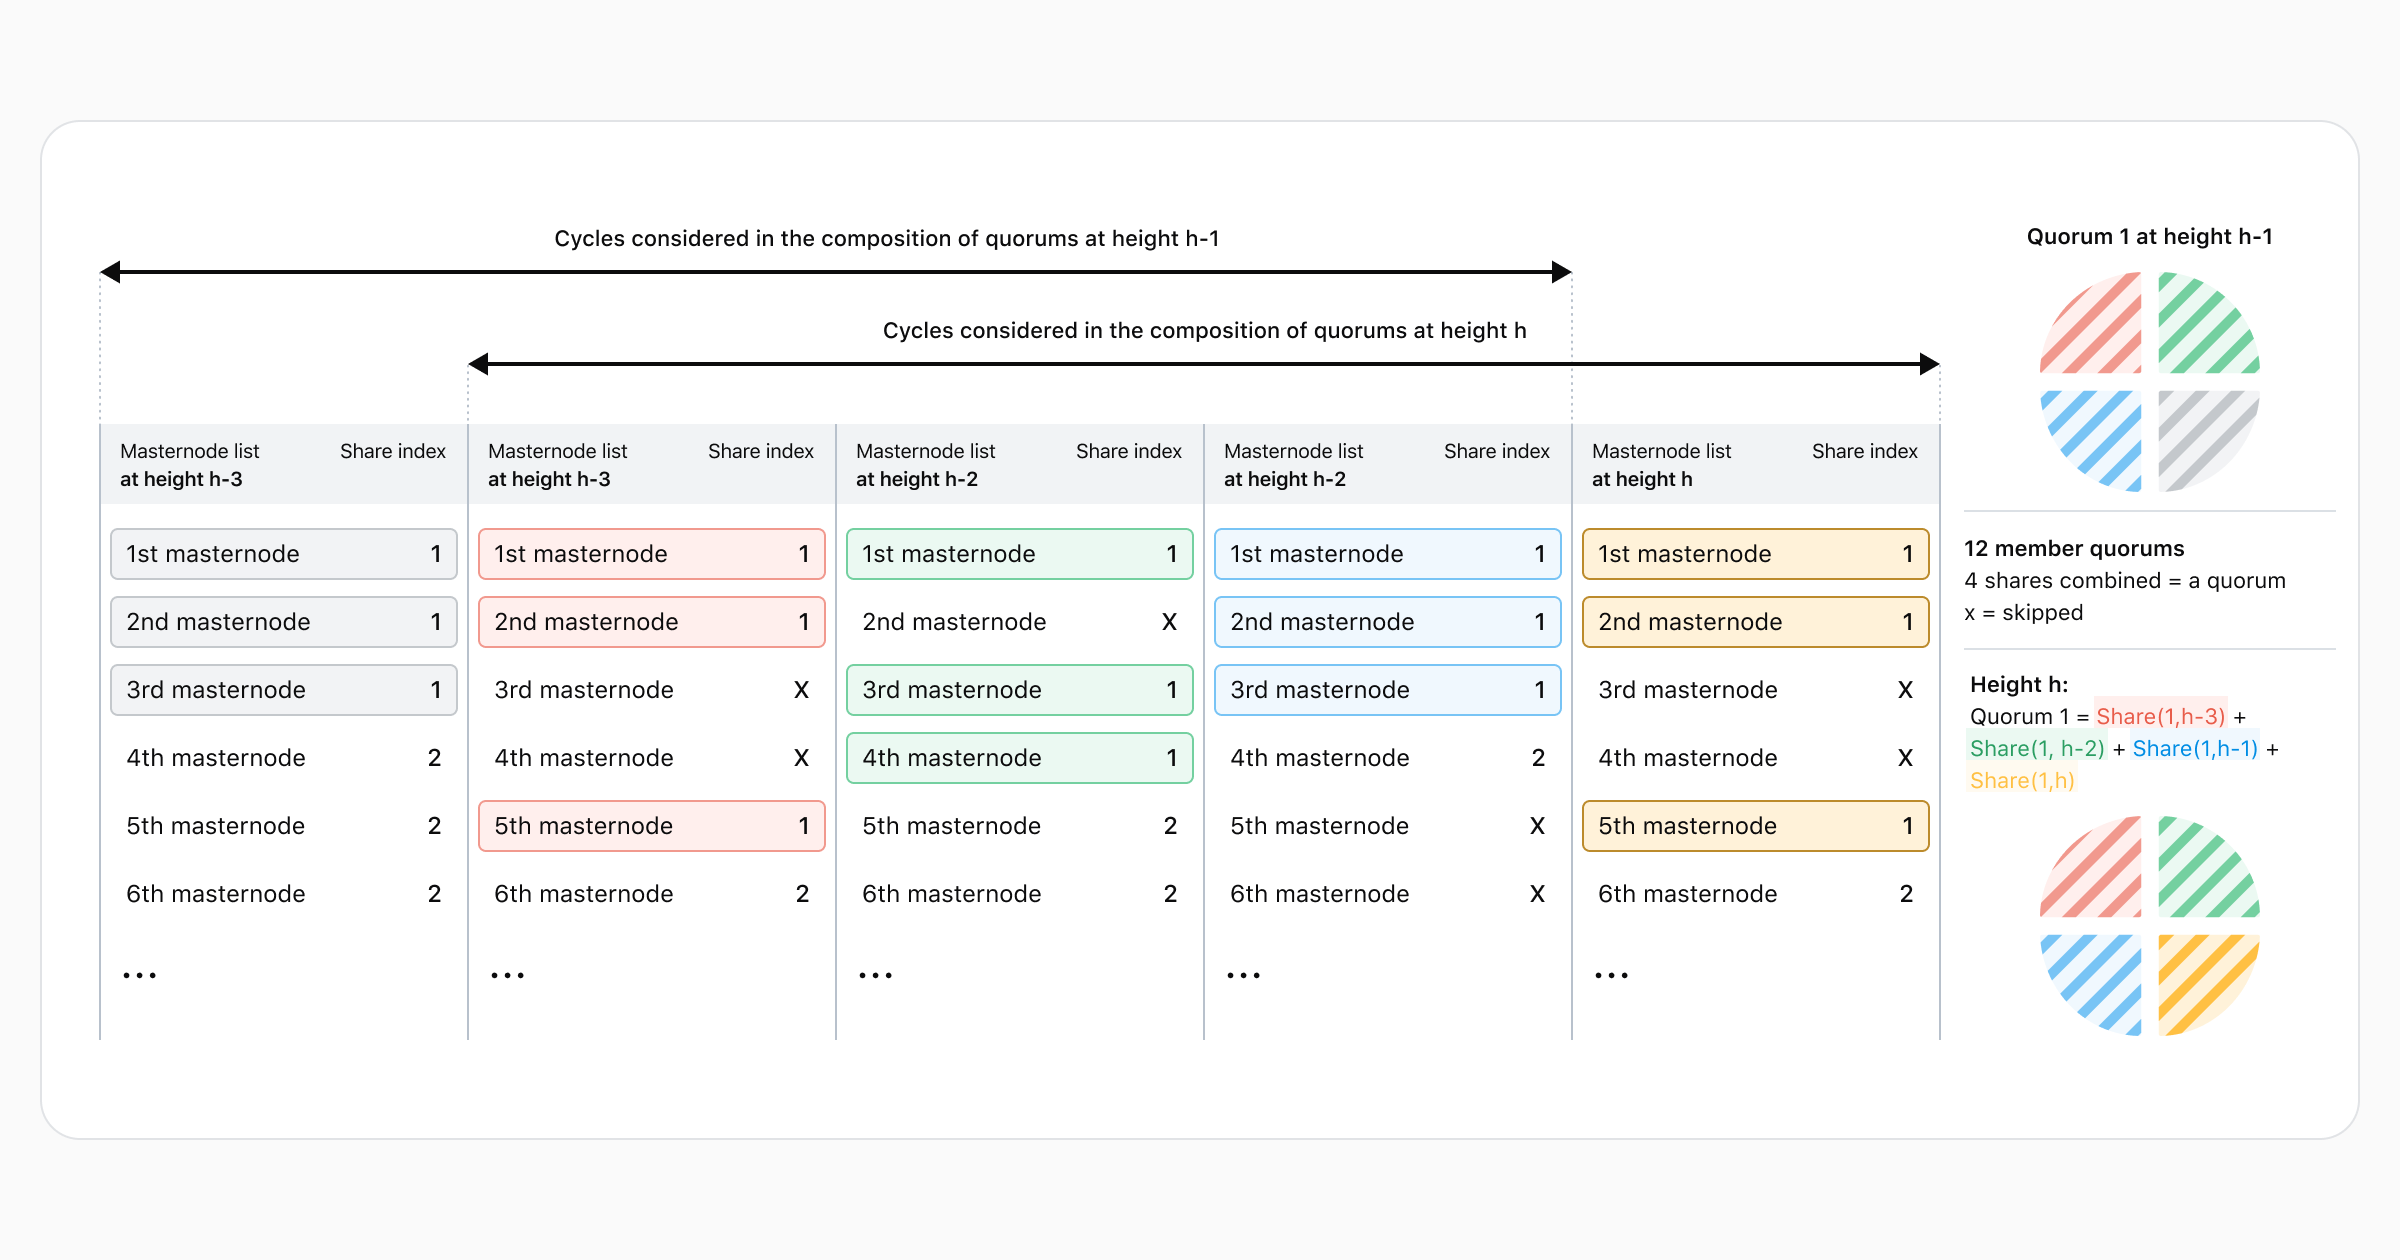 Cycles considered in the composition of quorums at height h-1
Cycles considered in the composition of quorums at height h
Masternode list Share index
at height h-3
1st masternode 1
2nd masternode 1
3rd masternode 1
4th masternode 2
5th masternode 2
6th masternode 2
...
Masternode list Share index
at height h-3
1st masternode 1
2nd masternode 1
3rd masternode X
4th masternode X
5th masternode 1
6th masternode 2
...
Masternode list Share index
at height h-2
1st masternode 1
2nd masternode X
3rd masternode 1
4th masternode 1
5th masternode 2
6th masternode 2
...
Masternode list Share index
at height h-2
1st masternode 1
2nd masternode 1
3rd masternode 1
4th masternode 2
5th masternode X
6th masternode X
...
Masternode list Share index
at height h
1st masternode 1
2nd masternode 1
3rd masternode X
4th masternode X
5th masternode 1
6th masternode 2
...
Quorum 1 at height h-1
12 member quorums
4 shares combined = a quorum
x = skipped
Height h:
Quorum 1 = Share(1,h-3) +
Share(1, h-2) + Share(1,h-1) +
Share(1,h)